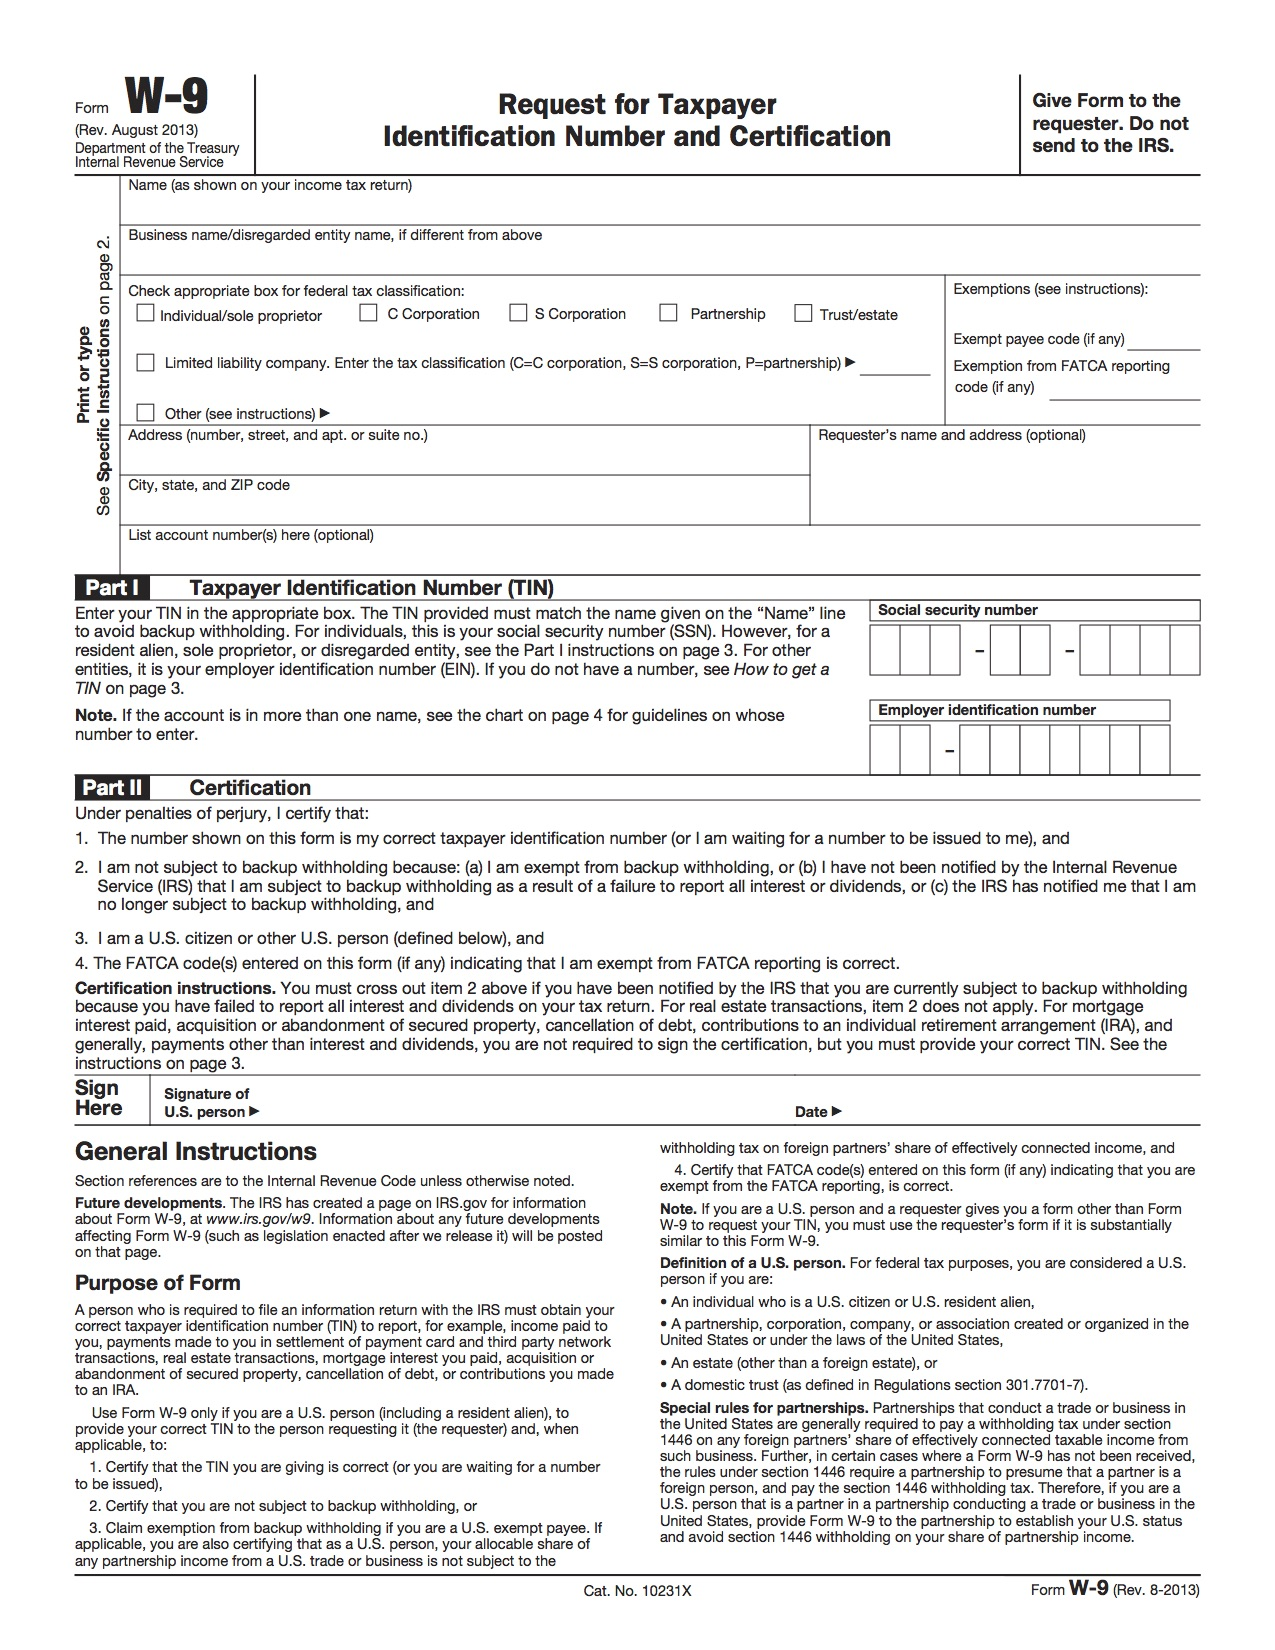 Form W-9
(Rev. August 2013)
Department of the Treasury
Internal Revenue Service
Request for Taxpayer
Identification Number and Certification
Give Form to the
requester. Do not
send to the IRS.
Print or type
See Specific Instructions on page 2.
Name (as shown on your income tax return)
Business name/disregarded entity name, if different from above
Check appropriate box for federal tax classification:
Individual/sole proprietor C Corporation S Corporation Partnership Trust/estate
Limited liability company. Enter the tax classification (C=C corporation, S=S corporation, P=partnership) ▶
Other (see instructions) ▶
Exemptions (see instructions):
Exempt payee code (if any)
Exemption from FATCA reporting
code (if any)
Address (number, street, and apt. or suite no.)
Requester’s name and address (optional)
City, state, and ZIP code
List account number(s) here (optional)
Part I Taxpayer Identification Number (TIN)
Enter your TIN in the appropriate box. The TIN provided must match the name given on the “Name” line
to avoid backup withholding. For individuals, this is your social security number (SSN). However, for a
resident alien, sole proprietor, or disregarded entity, see the Part I instructions on page 3. For other
entities, it is your employer identification number (EIN). If you do not have a number, see How to get a
TIN on page 3.
Note. If the account is in more than one name, see the chart on page 4 for guidelines on whose
number to enter.
Social security number
– –
Employer identification number
–
Part II Certification
Under penalties of perjury, I certify that:
1. The number shown on this form is my correct taxpayer identification number (or I am waiting for a number to be issued to me), and
2. I am not subject to backup withholding because: (a) I am exempt from backup withholding, or (b) I have not been notified by the Internal Revenue
Service (IRS) that I am subject to backup withholding as a result of a failure to report all interest or dividends, or (c) the IRS has notified me that I am
no longer subject to backup withholding, and
3. I am a U.S. citizen or other U.S. person (defined below), and
4. The FATCA code(s) entered on this form (if any) indicating that I am exempt from FATCA reporting is correct.
Certification instructions. You must cross out item 2 above if you have been notified by the IRS that you are currently subject to backup withholding
because you have failed to report all interest and dividends on your tax return. For real estate transactions, item 2 does not apply. For mortgage
interest paid, acquisition or abandonment of secured property, cancellation of debt, contributions to an individual retirement arrangement (IRA), and
generally, payments other than interest and dividends, you are not required to sign the certification, but you must provide your correct TIN. See the
instructions on page 3.
Sign
Here
Signature of
U.S. person ▶
Date ▶
General Instructions
Section references are to the Internal Revenue Code unless otherwise noted.
Future developments. The IRS has created a page on IRS.gov for information
about Form W-9, at www.irs.gov/w9. Information about any future developments
affecting Form W-9 (such as legislation enacted after we release it) will be posted
on that page.
Purpose of Form
A person who is required to file an information return with the IRS must obtain your
correct taxpayer identification number (TIN) to report, for example, income paid to
you, payments made to you in settlement of payment card and third party network
transactions, real estate transactions, mortgage interest you paid, acquisition or
abandonment of secured property, cancellation of debt, or contributions you made
to an IRA.
Use Form W-9 only if you are a U.S. person (including a resident alien), to
provide your correct TIN to the person requesting it (the requester) and, when
applicable, to:
1. Certify that the TIN you are giving is correct (or you are waiting for a number
to be issued),
2. Certify that you are not subject to backup withholding, or
3. Claim exemption from backup withholding if you are a U.S. exempt payee. If
applicable, you are also certifying that as a U.S. person, your allocable share of
any partnership income from a U.S. trade or business is not subject to the
withholding tax on foreign partners’ share of effectively connected income, and
4. Certify that FATCA code(s) entered on this form (if any) indicating that you are
exempt from the FATCA reporting, is correct.
Note. If you are a U.S. person and a requester gives you a form other than Form
W-9 to request your TIN, you must use the requester’s form if it is substantially
similar to this Form W-9.
Definition of a U.S. person. For federal tax purposes, you are considered a U.S.
person if you are:
• An individual who is a U.S. citizen or U.S. resident alien,
• A partnership, corporation, company, or association created or organized in the
United States or under the laws of the United States,
• An estate (other than a foreign estate), or
• A domestic trust (as defined in Regulations section 301.7701-7).
Special rules for partnerships. Partnerships that conduct a trade or business in
the United States are generally required to pay a withholding tax under section
1446 on any foreign partners’ share of effectively connected taxable income from
such business. Further, in certain cases where a Form W-9 has not been received,
the rules under section 1446 require a partnership to presume that a partner is a
foreign person, and pay the section 1446 withholding tax. Therefore, if you are a
U.S. person that is a partner in a partnership conducting a trade or business in the
United States, provide Form W-9 to the partnership to establish your U.S. status
and avoid section 1446 withholding on your share of partnership income.
Cat. No. 10231X
Form W-9 (Rev. 8-2013)